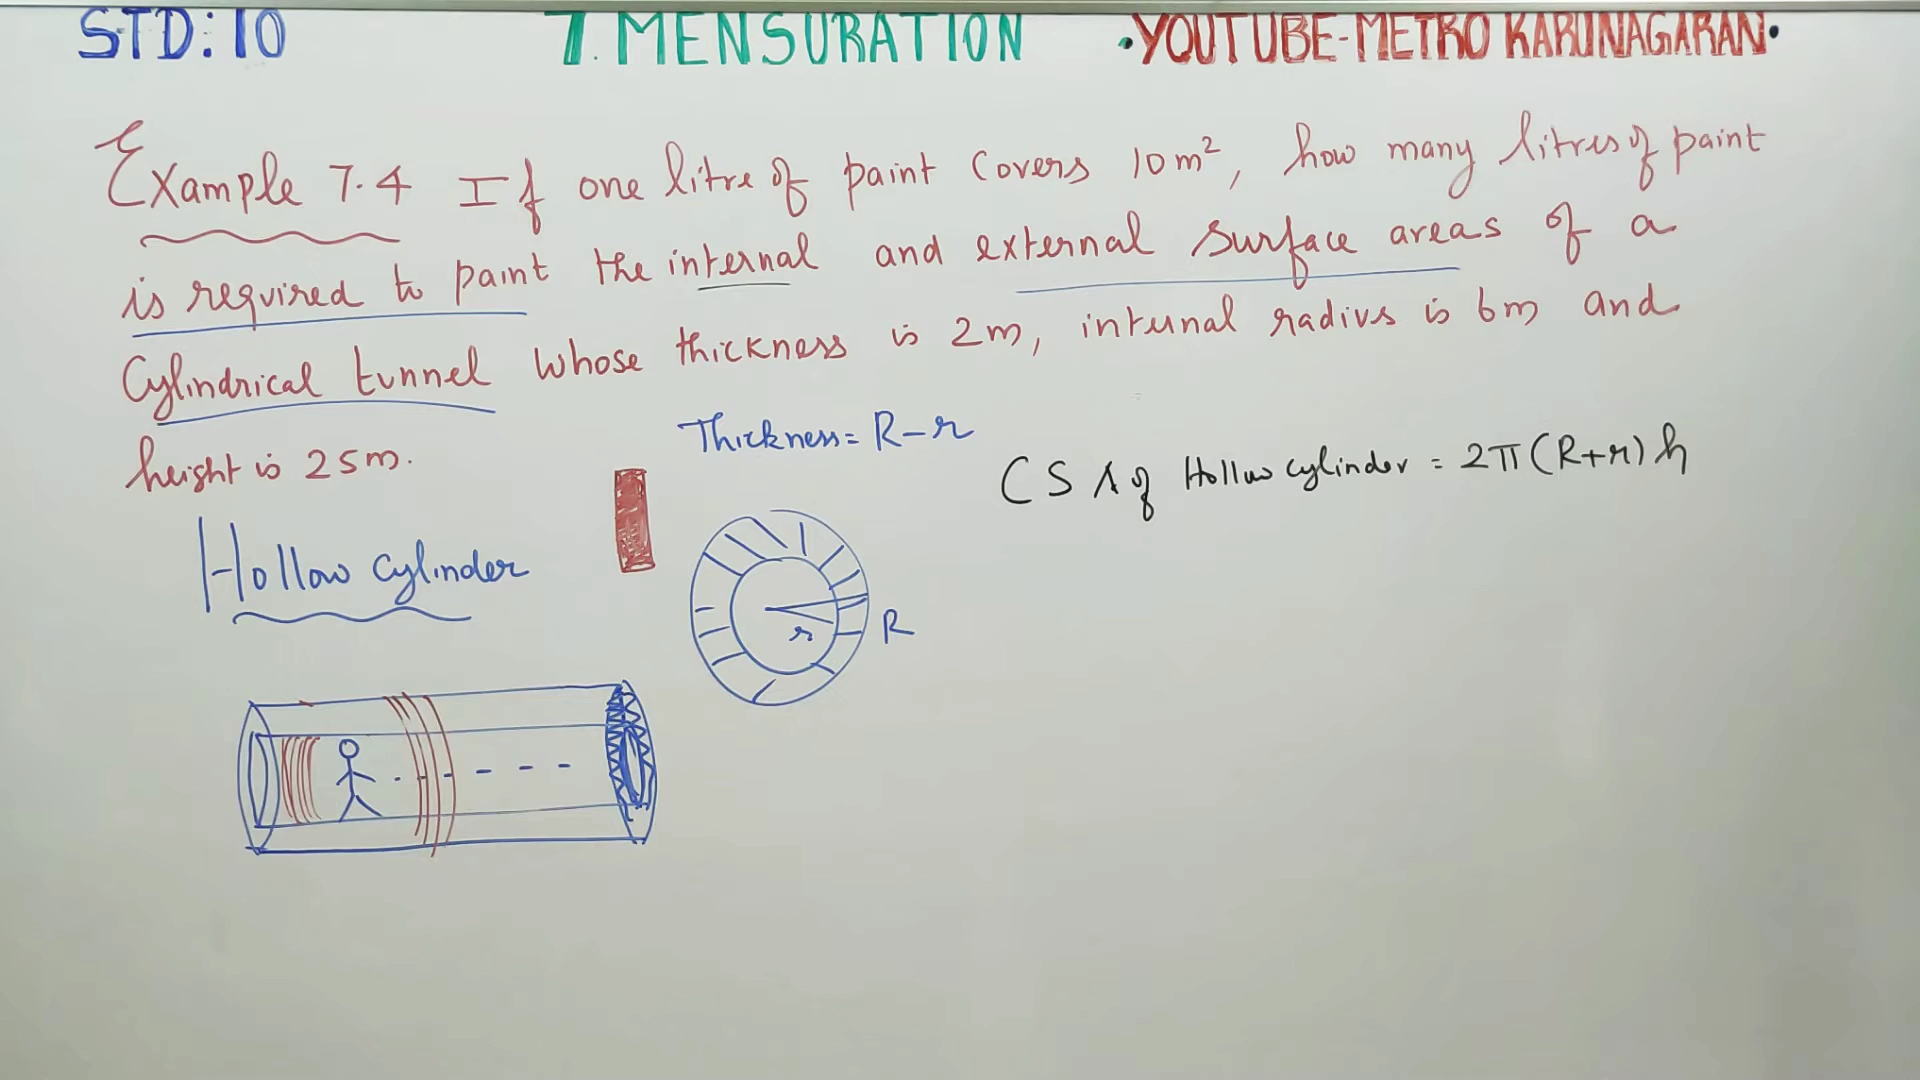 STD: 10 7. MENSURATION •YOUTUBE-METRO KARUNAGARAN•
Example 7.4 If one litre of paint covers 10m², how many litres of paint
is required to paint the internal and external surface areas of a
cylindrical tunnel whose thickness is 2m, internal radius is 6m and
height is 25m.
Thickness = R-r
CSA of Hollow cylinder = 2π(R+r)h
Hollow cylinder
r
R